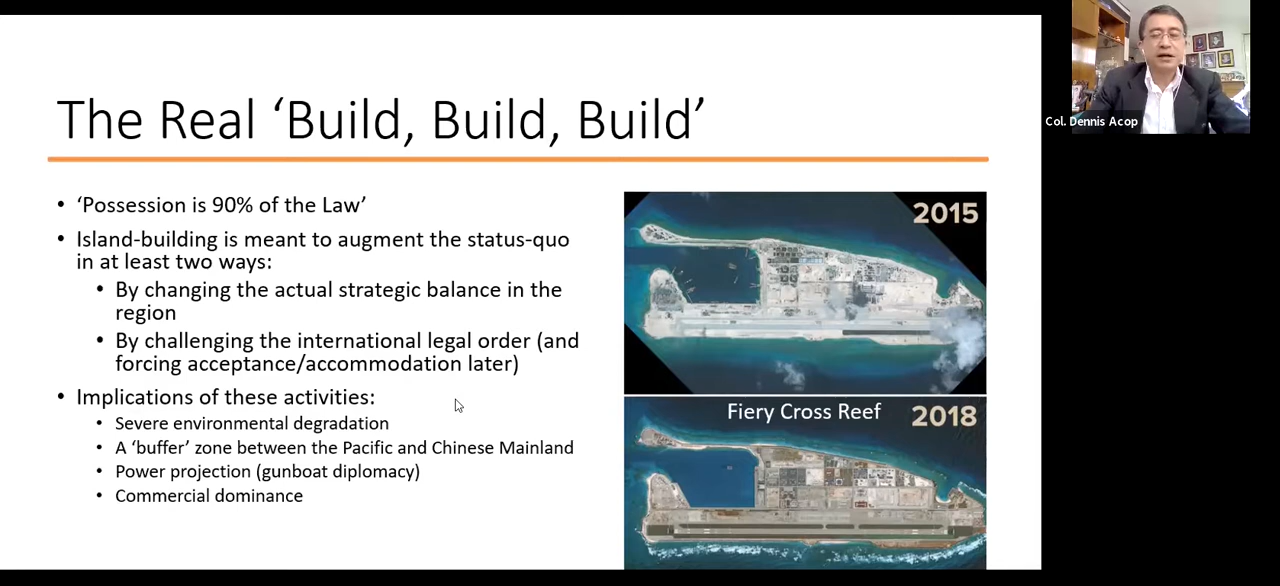 The Real ‘Build, Build, Build’
• ‘Possession is 90% of the Law’
• Island-building is meant to augment the status-quo
in at least two ways:
• By changing the actual strategic balance in the
region
• By challenging the international legal order (and
forcing acceptance/accommodation later)
• Implications of these activities:
• Severe environmental degradation
• A ‘buffer’ zone between the Pacific and Chinese Mainland
• Power projection (gunboat diplomacy)
• Commercial dominance
2015
Fiery Cross Reef 2018
Col. Dennis Acop